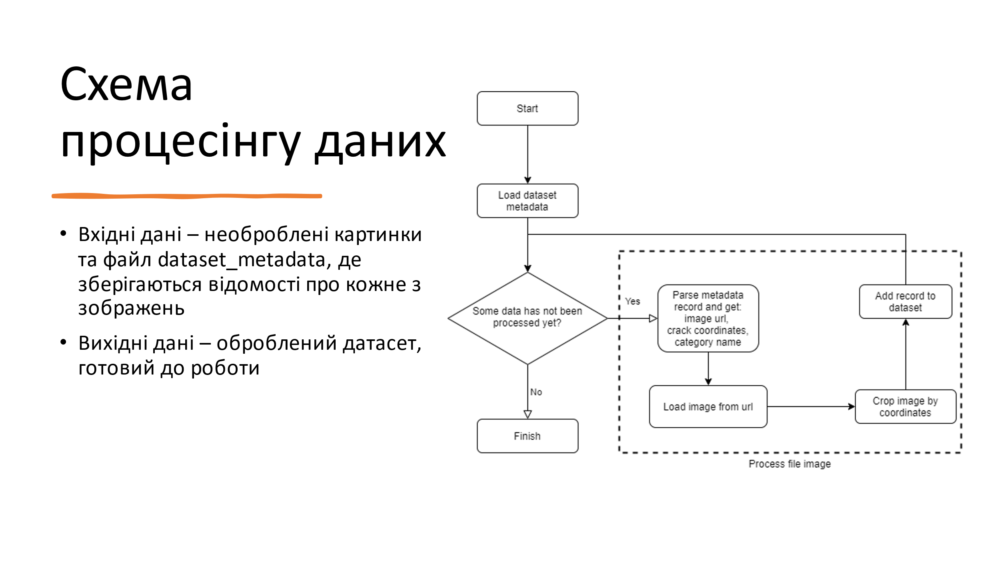 Схема
процесінгу даних
• Вхідні дані – необроблені картинки
та файл dataset_metadata, де
зберігаються відомості про кожне з
зображень
• Вихідні дані – оброблений датасет,
готовий до роботи
Start
Load dataset
metadata
Some data has not been
processed yet?
Yes
No
Finish
Parse metadata
record and get:
image url,
crack coordinates,
category name
Load image from url
Crop image by
coordinates
Add record to
dataset
Process file image